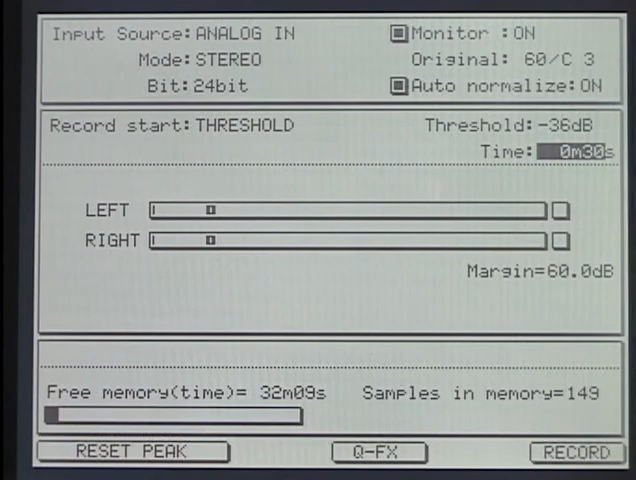 Input Source:ANALOG IN
Monitor :ON
Mode:STEREO
Original: 60/C 3
Bit:24bit
Auto normalize:ON
Record start:THRESHOLD
Threshold:-36dB
Time: 0m30s
LEFT
RIGHT
Margin=60.0dB
Free memory(time)= 32m09s
Samples in memory=149
RESET PEAK
Q-FX
RECORD